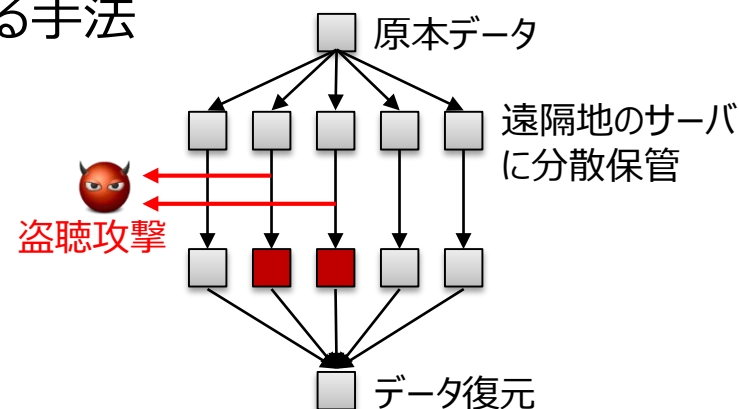 る手法
原本データ
遠隔地のサーバ
に分散保管
盗聴攻撃
データ復元